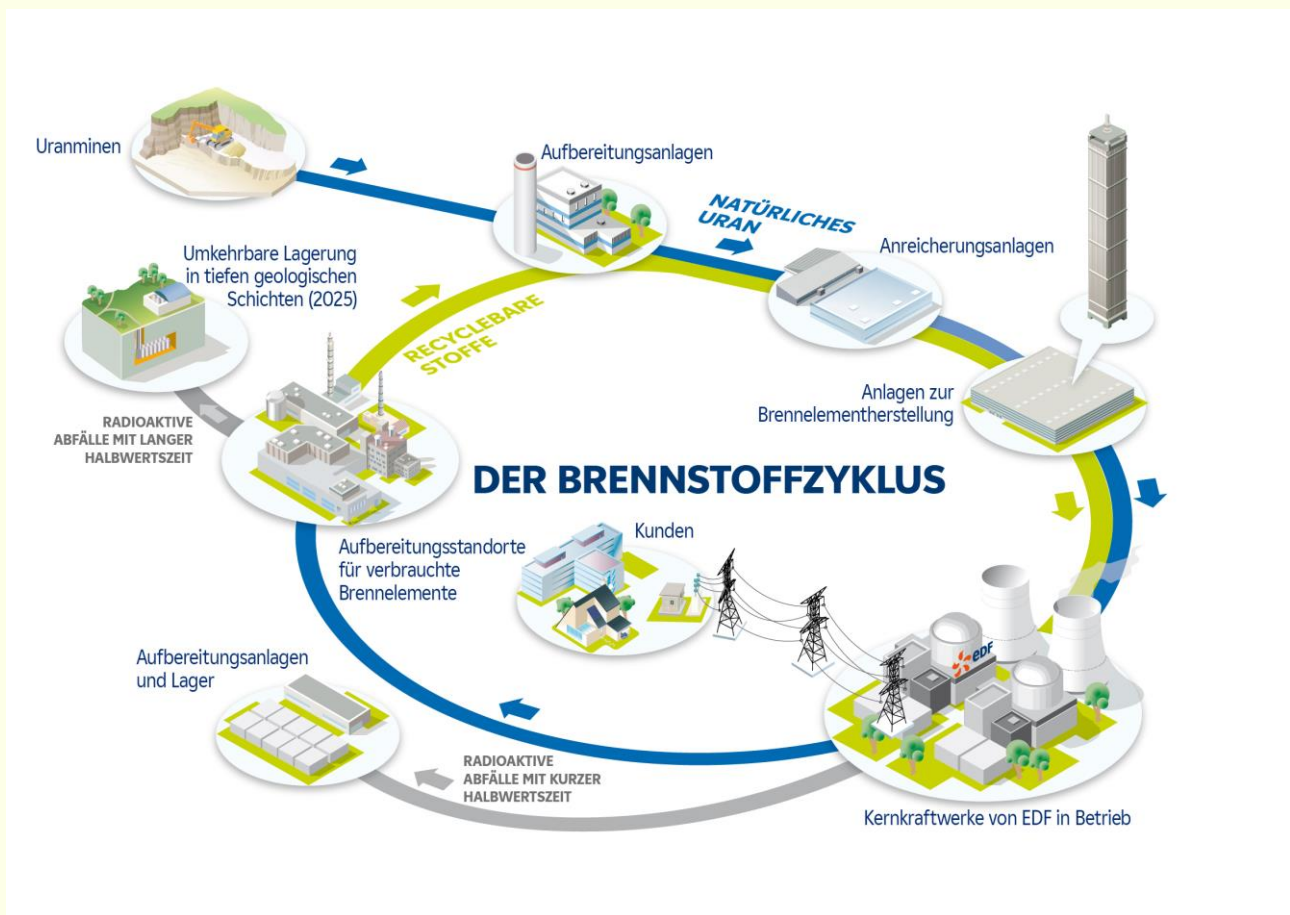 Uranminen
Aufbereitungsanlagen
NATÜRLICHES
URAN
Anreicherungsanlagen
Umkehrbare Lagerung
in tiefen geologischen
Schichten (2025)
RECYCLEBARE
STOFFE
Anlagen zur
Brennelementherstellung
RADIOAKTIVE
ABFÄLLE MIT LANGER
HALBWERTSZEIT
DER BRENNSTOFFZYKLUS
Aufbereitungsstandorte
für verbrauchte
Brennelemente
Kunden
edF
Aufbereitungsanlagen
und Lager
RADIOAKTIVE
ABFÄLLE MIT KURZER
HALBWERTSZEIT
Kernkraftwerke von EDF in Betrieb